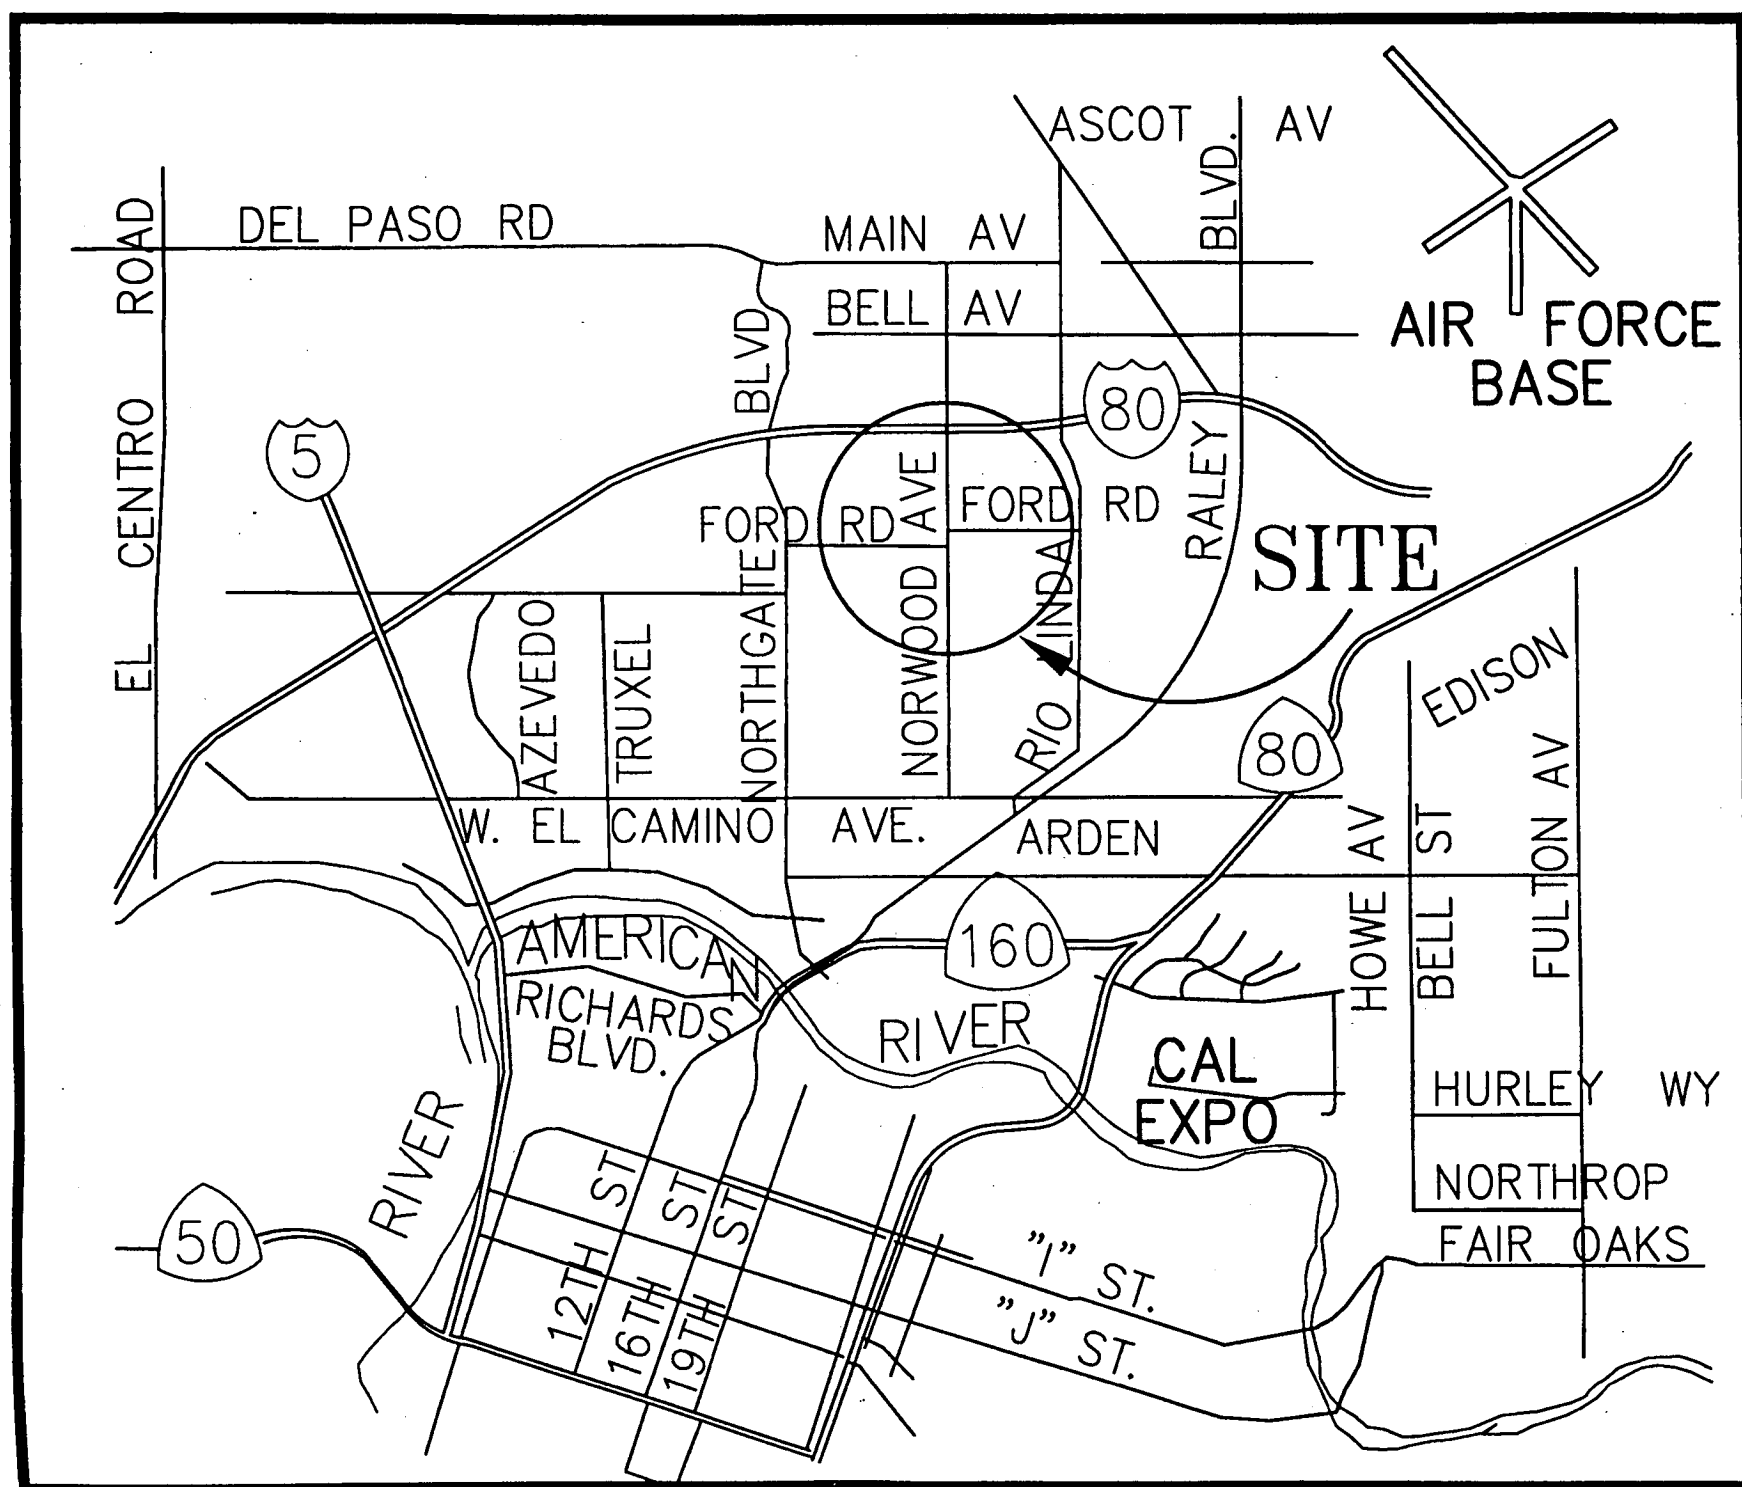 ASCOT AV
EL CENTRO ROAD
DEL PASO RD
MAIN AV
RALEY BLVD.
BELL AV
AIR FORCE
BASE
NORTHGATE BLVD
80
5
NORWOOD AVE
FORD RD
FORD RD
SITE
RIO LINDA
AZEVEDO
TRUXEL
EDISON
80
W. EL CAMINO AVE.
ARDEN
HOWE AV
BELL ST
BELL ST
FULTON AV
AMERICAN
RIVER
160
RICHARDS
BLVD.
CAL
EXPO
HURLEY WY
RIVER
NORTHROP
FAIR OAKS
50
12TH ST
16TH ST
19TH ST
"I" ST.
"J" ST.